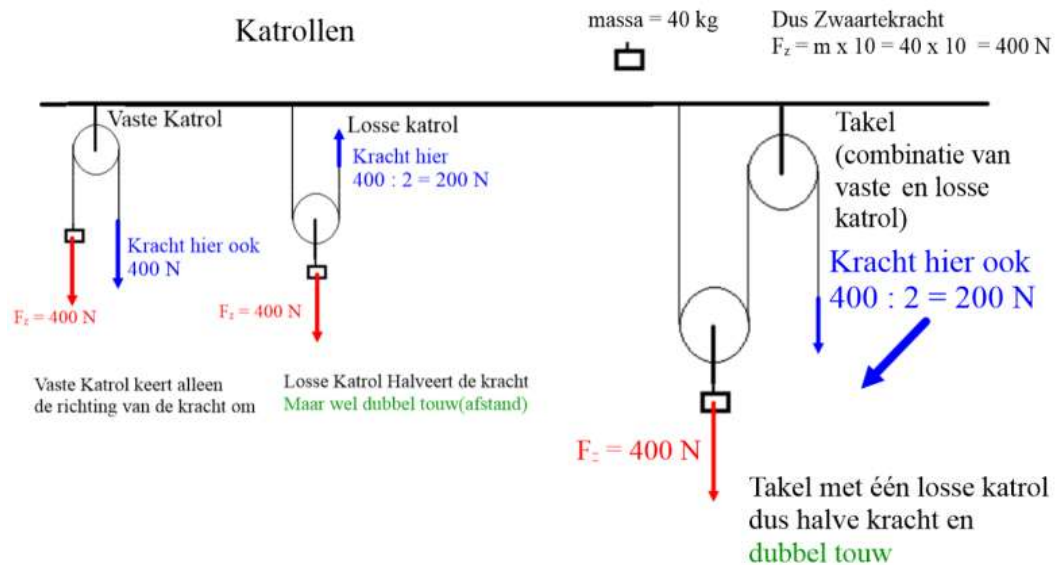 Katrollen
massa = 40 kg
Dus Zwaartekracht
Fz = m x 10 = 40 x 10 = 400 N
Vaste Katrol
Kracht hier ook
400 N
Fz = 400 N
Vaste Katrol keert alleen
de richting van de kracht om
Losse katrol
Kracht hier
400 : 2 = 200 N
Fz = 400 N
Losse Katrol Halveert de kracht
Maar wel dubbel touw(afstand)
Takel
(combinatie van
vaste en losse
katrol)
Kracht hier ook
400 : 2 = 200 N
Fz = 400 N
Takel met één losse katrol
dus halve kracht en
dubbel touw